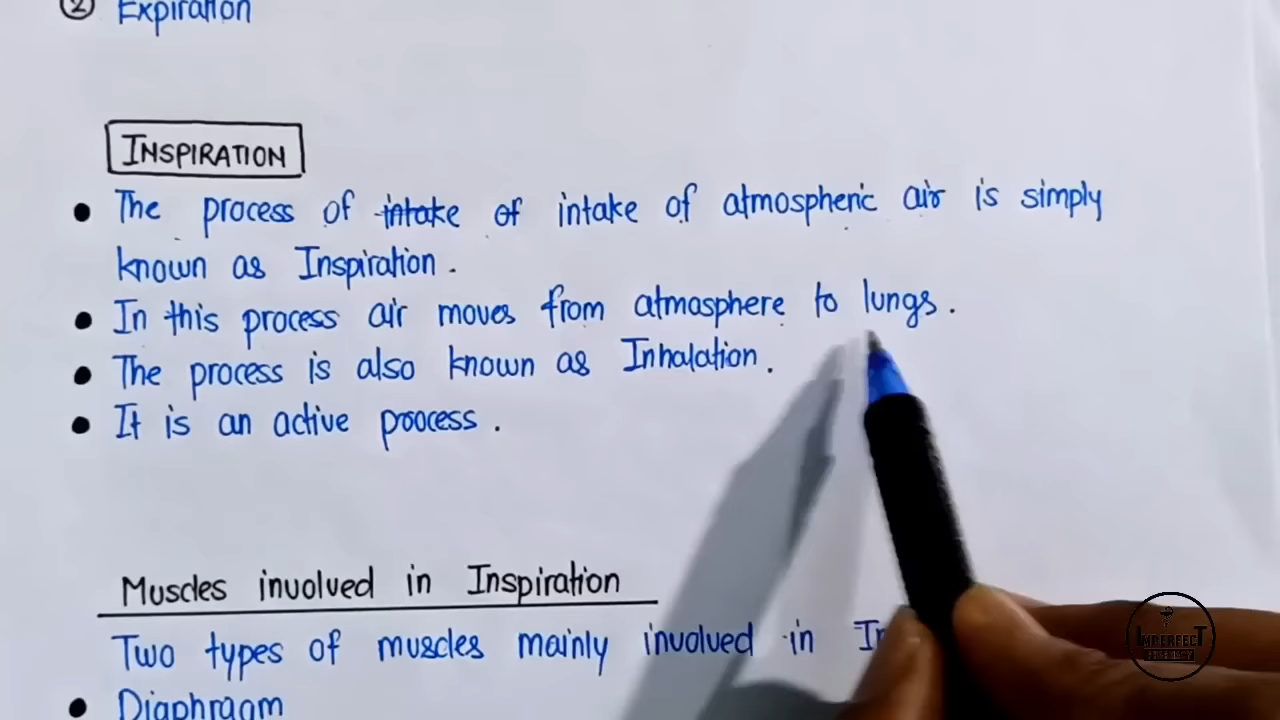 ② Expiration
INSPIRATION
• The process of intake of intake of atmospheric air is simply
known as Inspiration.
• In this process air moves from atmosphere to lungs.
• The process is also known as Inhalation.
• It is an active process.
Muscles involved in Inspiration
Two types of muscles mainly involved in
• Diaphragm
IMPERFECT
PHARMACY